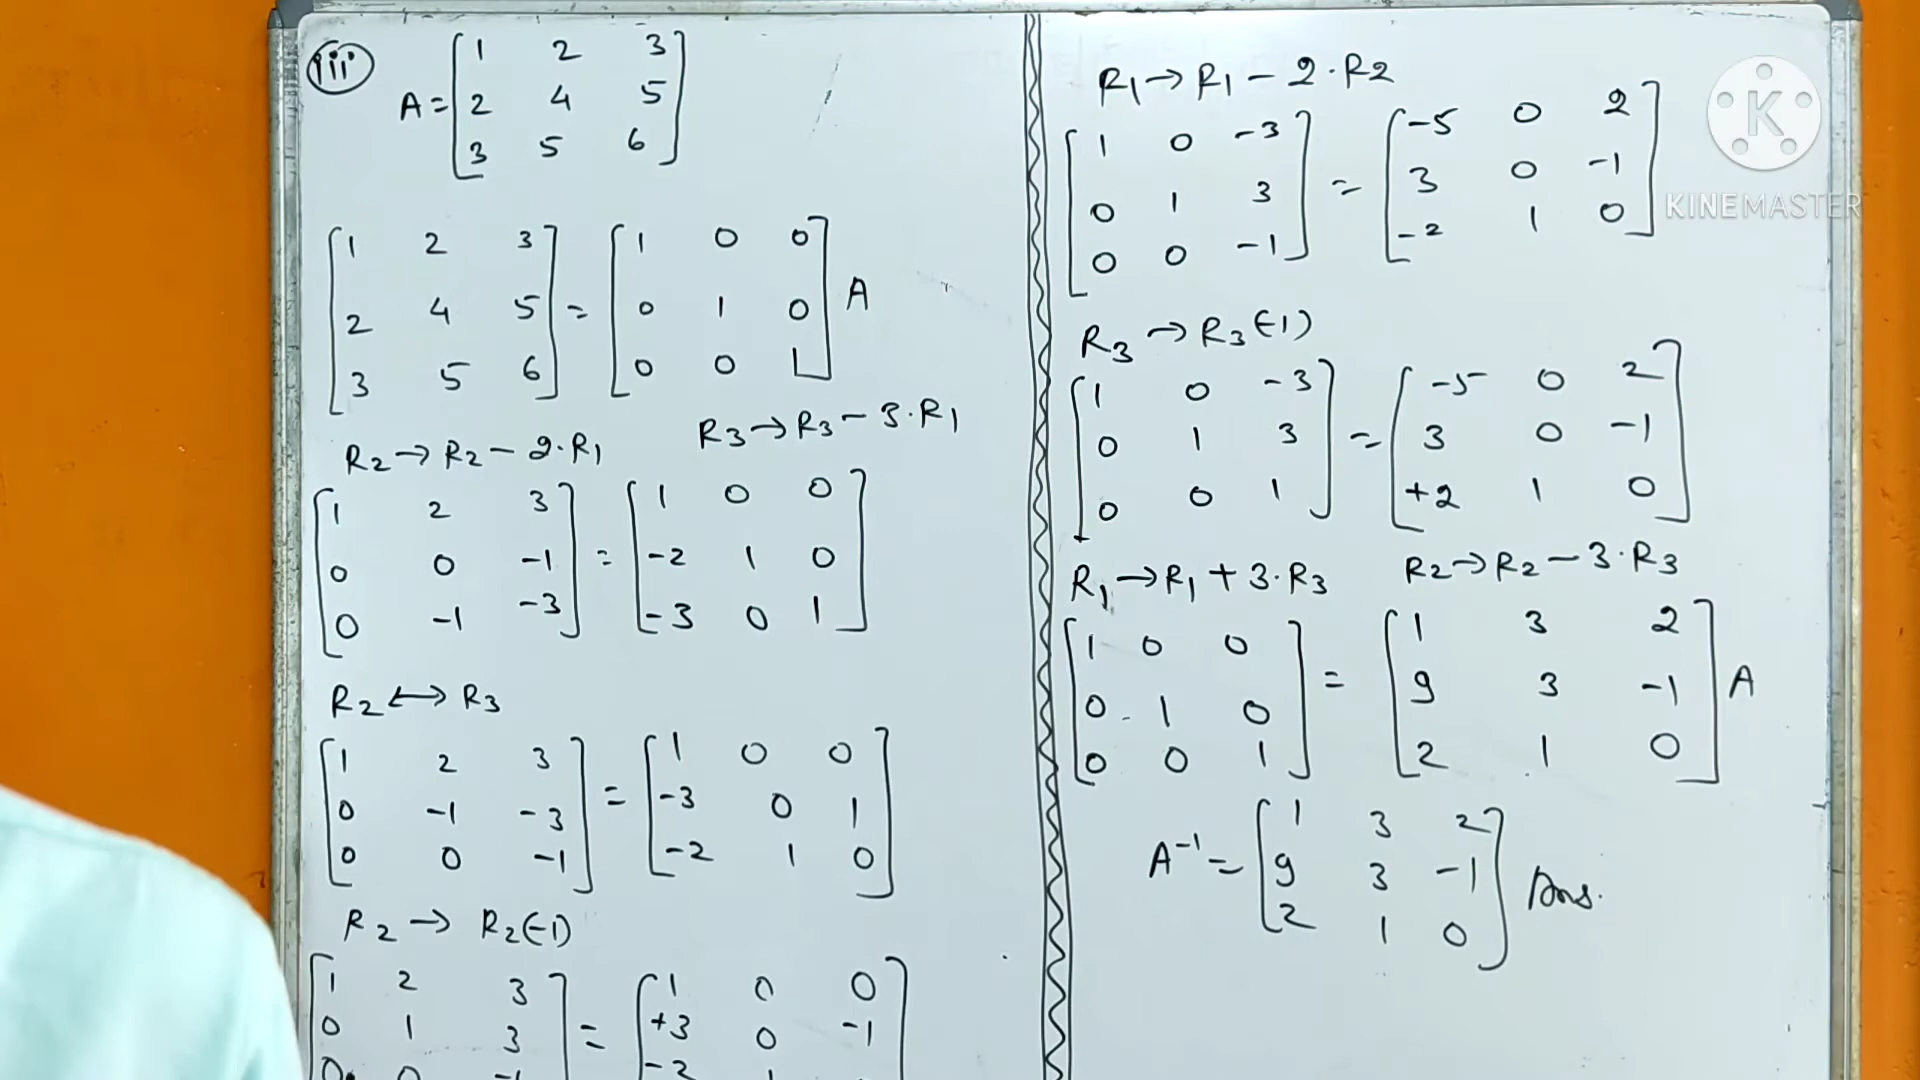 iii
A = [1 2 3
2 4 5
3 5 6]
[1 2 3
2 4 5
3 5 6] = [1 0 0
0 1 0
0 0 1] A
R2 → R2 − 2·R1 R3 → R3 − 3·R1
[1 2 3
0 0 -1
0 -1 -3] = [1 0 0
-2 1 0
-3 0 1]
R2 ↔ R3
[1 2 3
0 -1 -3
0 0 -1] = [1 0 0
-3 0 1
-2 1 0]
R2 → R2(-1)
[1 2 3
0 1 3
0 0 -1] = [1 0 0
+3 0 -1
-2 1
R1 → R1 − 2·R2
[1 0 -3
0 1 3
0 0 -1] = [-5 0 2
3 0 -1
-2 1 0]
R3 → R3(-1)
[1 0 -3
0 1 3
0 0 1] = [-5 0 2
3 0 -1
+2 1 0]
R1 → R1 + 3·R3 R2 → R2 − 3·R3
[1 0 0
0 1 0
0 0 1] = [1 3 2
9 3 -1
2 1 0] A
A⁻¹ = [1 3 2
9 3 -1
2 1 0] Ans.
K
KINEMASTER